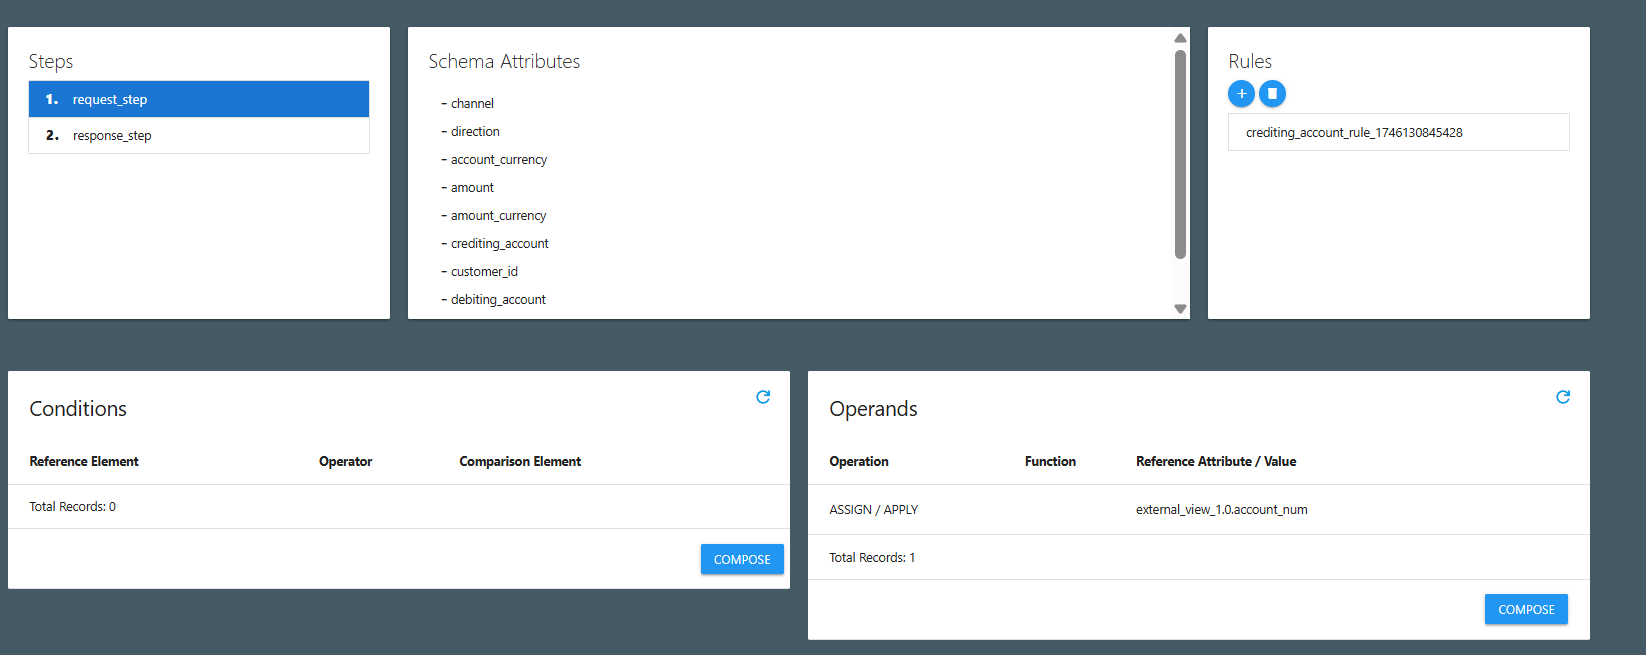 Steps
1. request_step
2. response_step
Schema Attributes
- channel
- direction
- account_currency
- amount
- amount_currency
- crediting_account
- customer_id
- debiting_account
Rules
+
crediting_account_rule_1746130845428
Conditions
Reference Element Operator Comparison Element
Total Records: 0
COMPOSE
Operands
Operation Function Reference Attribute / Value
ASSIGN / APPLY external_view_1.0.account_num
Total Records: 1
COMPOSE